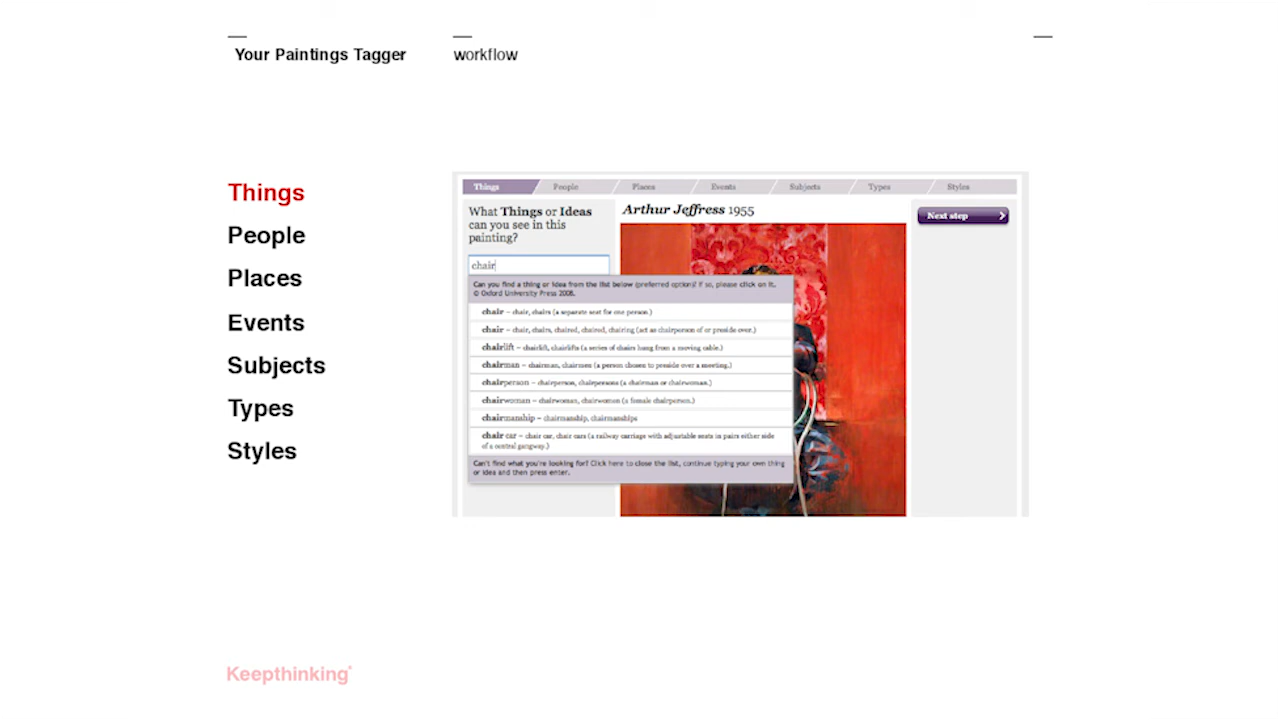 Your Paintings Tagger
workflow
Things
People
Places
Events
Subjects
Types
Styles
Things People Places Events Subjects Types Styles
What Things or Ideas
can you see in this
painting?
Arthur Jeffress 1955
Next step
chair
Can you find a thing or idea from the list below (preferred option)? If so, please click on it.
© Oxford University Press 2008.
chair – chair, chairs (a separate seat for one person.)
chair – chair, chairs, chaired, chaired, chairing (act as chairperson of or preside over.)
chairlift – chairlift, chairlifts (a series of chairs hung from a moving cable.)
chairman – chairman, chairmen (a person chosen to preside over a meeting.)
chairperson – chairperson, chairpersons (a chairman or chairwoman.)
chairwoman – chairwoman, chairwomen (a female chairperson.)
chairmanship – chairmanship, chairmanships
chair car – chair car, chair cars (a railway carriage with adjustable seats in pairs either side
of a central gangway.)
Can't find what you're looking for? Click here to close the list, continue typing your own thing
or idea and then press enter.
Keepthinking